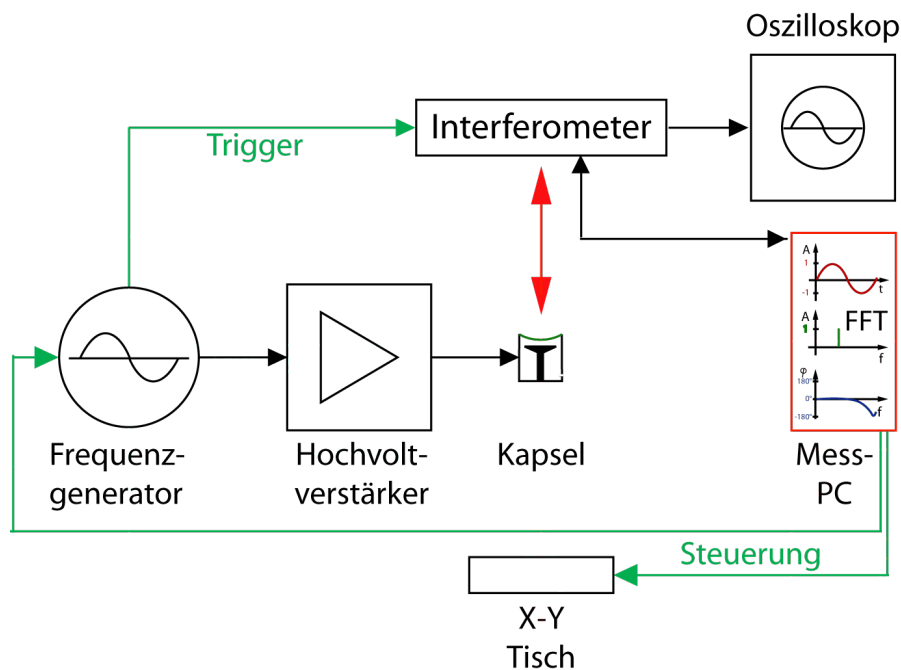 Oszilloskop
Interferometer
Trigger
A
1
-1
t
A
1
FFT
f
φ
180°
0°
-180°
f
Frequenz-
generator
Hochvolt-
verstärker
Kapsel
Mess-
PC
Steuerung
X-Y
Tisch